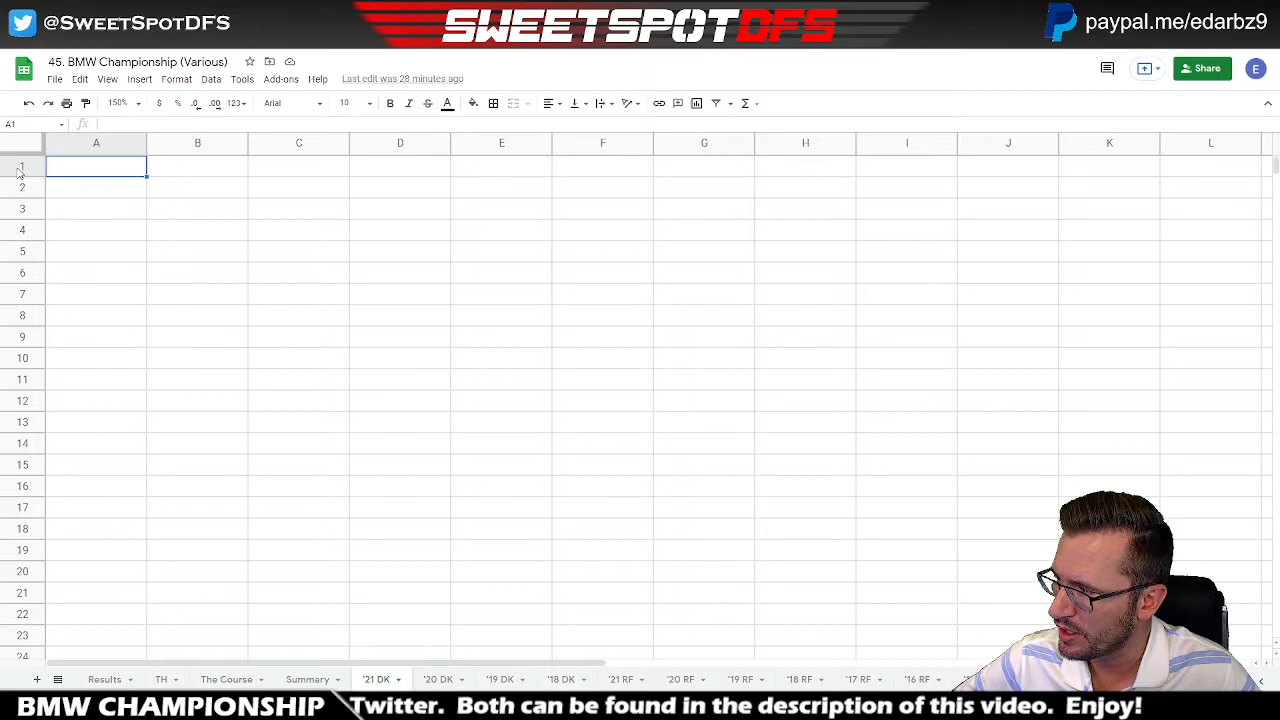 @SWEETSPOTDFS
SWEETSPOTDFS
paypal.me/edarbz9
45. BMW Championship (Various)
File Edit View Insert Format Data Tools Add-ons Help Last edit was 28 minutes ago
Share
E
150% $ % .0 .00 123 Arial 10 B I S A
A1 fx
A B C D E F G H I J K L
1
2
3
4
5
6
7
8
9
10
11
12
13
14
15
16
17
18
19
20
21
22
23
24
Results TH The Course Summary '21 DK '20 DK '19 DK '18 DK '21 RF '20 RF '19 RF '18 RF '17 RF '16 RF
BMW CHAMPIONSHIP Twitter. Both can be found in the description of this video. Enjoy!